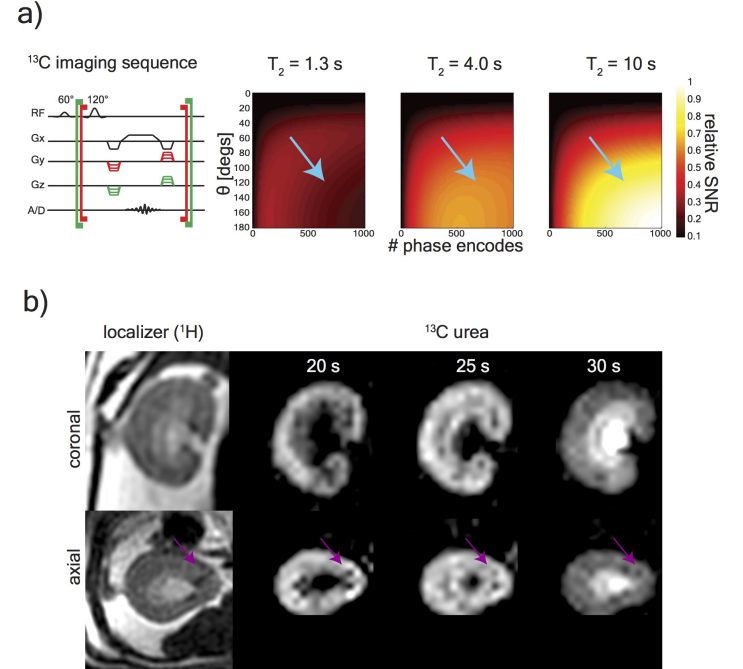 a)
¹³C imaging sequence
T₂ = 1.3 s
T₂ = 4.0 s
T₂ = 10 s
60° 120°
RF
Gx
Gy
Gz
A/D
θ [degs]
0
20
40
60
80
100
120
140
160
180
0 500 1000
0 500 1000
0 500 1000
# phase encodes
1
0.9
0.8
0.7
0.6
0.5
0.4
0.3
0.2
0.1
relative SNR
b)
localizer (¹H)
¹³C urea
20 s
25 s
30 s
coronal
axial